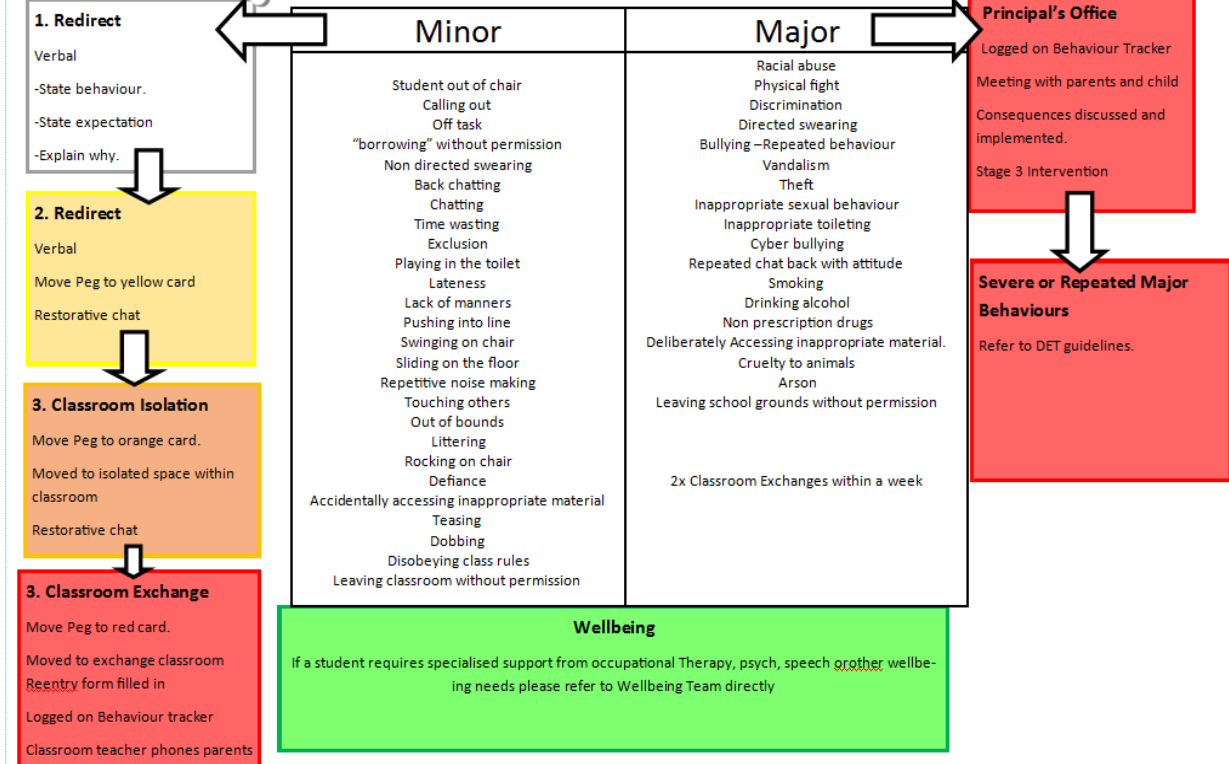 1. Redirect
Verbal
-State behaviour.
-State expectation
-Explain why.
2. Redirect
Verbal
Move Peg to yellow card
Restorative chat
3. Classroom Isolation
Move Peg to orange card.
Moved to isolated space within
classroom
Restorative chat
3. Classroom Exchange
Move Peg to red card.
Moved to exchange classroom
Reentry form filled in
Logged on Behaviour tracker
Classroom teacher phones parents
Minor
Student out of chair
Calling out
Off task
“borrowing” without permission
Non directed swearing
Back chatting
Chatting
Time wasting
Exclusion
Playing in the toilet
Lateness
Lack of manners
Pushing into line
Swinging on chair
Sliding on the floor
Repetitive noise making
Touching others
Out of bounds
Littering
Rocking on chair
Defiance
Accidentally accessing inappropriate material
Teasing
Dobbing
Disobeying class rules
Leaving classroom without permission
Major
Racial abuse
Physical fight
Discrimination
Directed swearing
Bullying –Repeated behaviour
Vandalism
Theft
Inappropriate sexual behaviour
Inappropriate toileting
Cyber bullying
Repeated chat back with attitude
Smoking
Drinking alcohol
Non prescription drugs
Deliberately Accessing inappropriate material.
Cruelty to animals
Arson
Leaving school grounds without permission
2x Classroom Exchanges within a week
Principal’s Office
Logged on Behaviour Tracker
Meeting with parents and child
Consequences discussed and
implemented.
Stage 3 Intervention
Severe or Repeated Major
Behaviours
Refer to DET guidelines.
Wellbeing
If a student requires specialised support from occupational Therapy, psych, speech orother wellbe-
ing needs please refer to Wellbeing Team directly